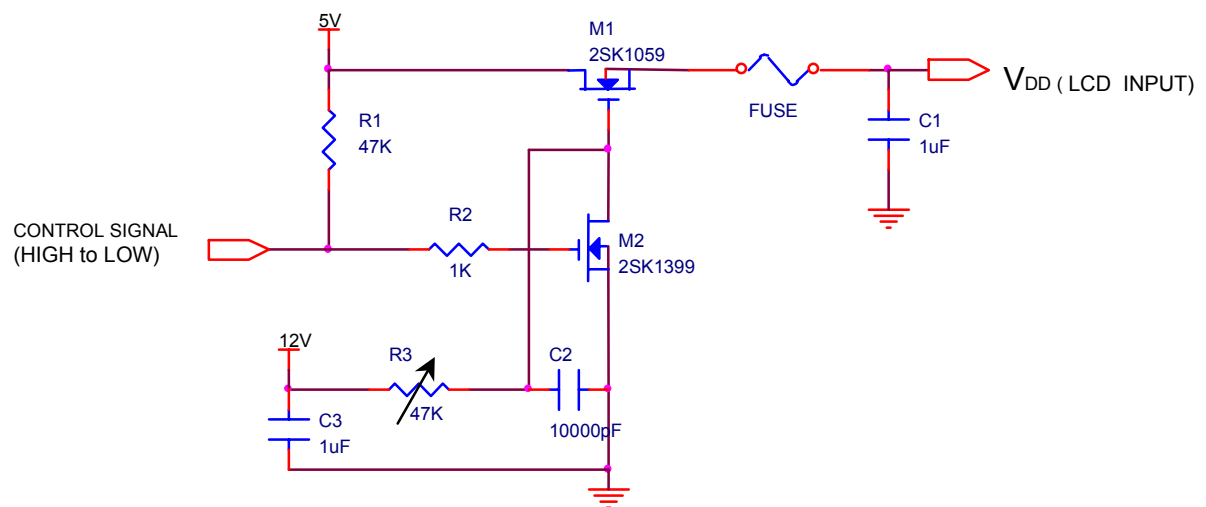 5V
M1
2SK1059
VDD ( LCD INPUT)
FUSE
R1
47K
C1
1uF
CONTROL SIGNAL
(HIGH to LOW)
R2
1K
M2
2SK1399
12V
R3
47K
C2
10000pF
C3
1uF